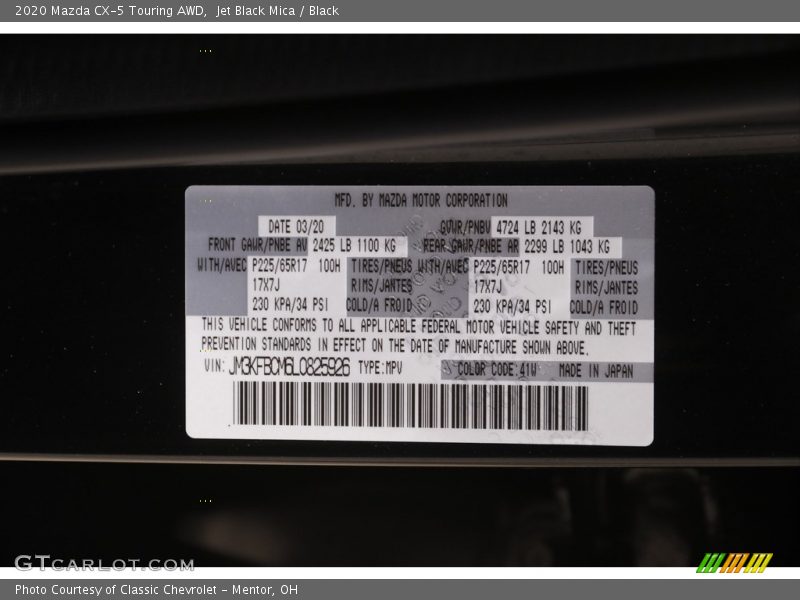 2020 Mazda CX-5 Touring AWD,  Jet Black Mica / Black
MFD. BY MAZDA MOTOR CORPORATION
DATE 03/20 GVWR/PNBV 4724 LB 2143 KG
FRONT GAWR/PNBE AV 2425 LB 1100 KG REAR GAWR/PNBE AR 2299 LB 1043 KG
WITH/AVEC P225/65R17 100H TIRES/PNEUS WITH/AVEC P225/65R17 100H TIRES/PNEUS
17X7J RIMS/JANTES 17X7J RIMS/JANTES
230 KPA/34 PSI COLD/A FROID 230 KPA/34 PSI COLD/A FROID
THIS VEHICLE CONFORMS TO ALL APPLICABLE FEDERAL MOTOR VEHICLE SAFETY AND THEFT
PREVENTION STANDARDS IN EFFECT ON THE DATE OF MANUFACTURE SHOWN ABOVE.
VIN: JM3KFBCM6L0825926 TYPE:MPV COLOR CODE:41W MADE IN JAPAN
GTCARLOT.COM
Photo Courtesy of Classic Chevrolet - Mentor, OH